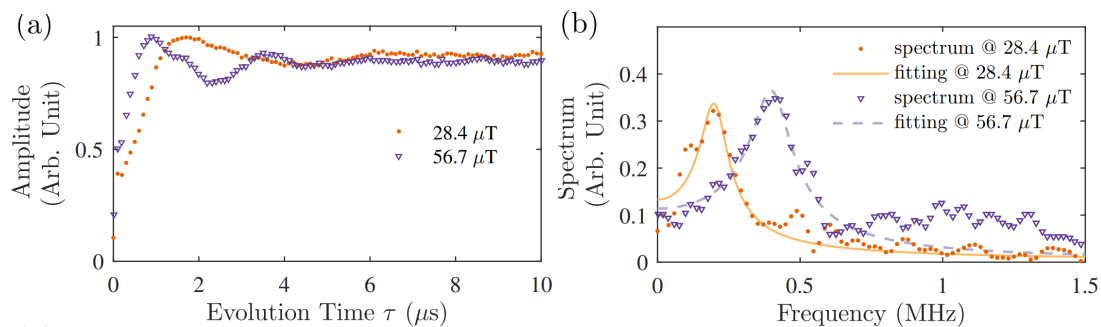 (a)
Amplitude
(Arb. Unit)
1
0.5
0
28.4 μT
56.7 μT
0 2 4 6 8 10
Evolution Time τ (μs)
(b)
Spectrum
(Arb. Unit)
0.4
0.3
0.2
0.1
0
spectrum @ 28.4 μT
fitting @ 28.4 μT
spectrum @ 56.7 μT
fitting @ 56.7 μT
0 0.5 1 1.5
Frequency (MHz)